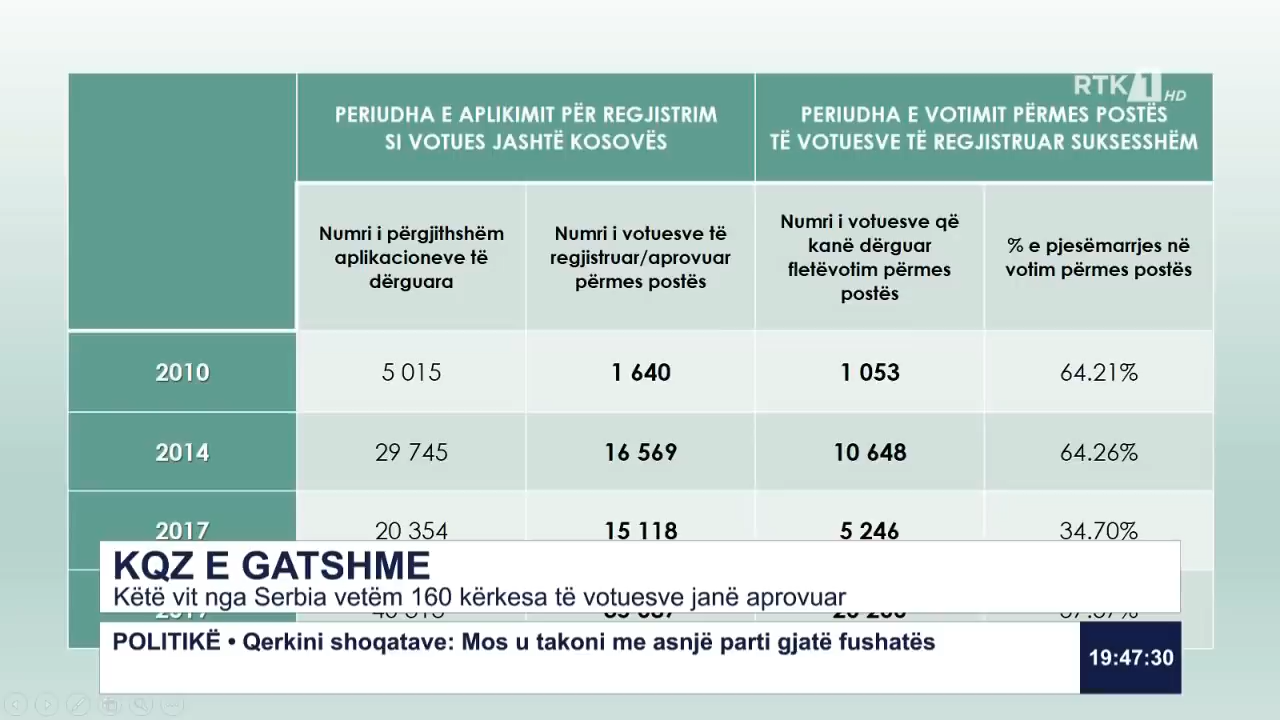 RTK 1 HD
PERIUDHA E APLIKIMIT PËR REGJISTRIM
SI VOTUES JASHTË KOSOVËS
PERIUDHA E VOTIMIT PËRMES POSTËS
TË VOTUESVE TË REGJISTRUAR SUKSESSHËM
Numri i përgjithshëm
aplikacioneve të
dërguara
Numri i votuesve të
regjistruar/aprovuar
përmes postës
Numri i votuesve që
kanë dërguar
fletëvotim përmes
postës
% e pjesëmarrjes në
votim përmes postës
2010 5 015 1 640 1 053 64.21%
2014 29 745 16 569 10 648 64.26%
2017 20 354 15 118 5 246 34.70%
KQZ E GATSHME
Këtë vit nga Serbia vetëm 160 kërkesa të votuesve janë aprovuar
POLITIKË • Qerkini shoqatave: Mos u takoni me asnjë parti gjatë fushatës
19:47:30